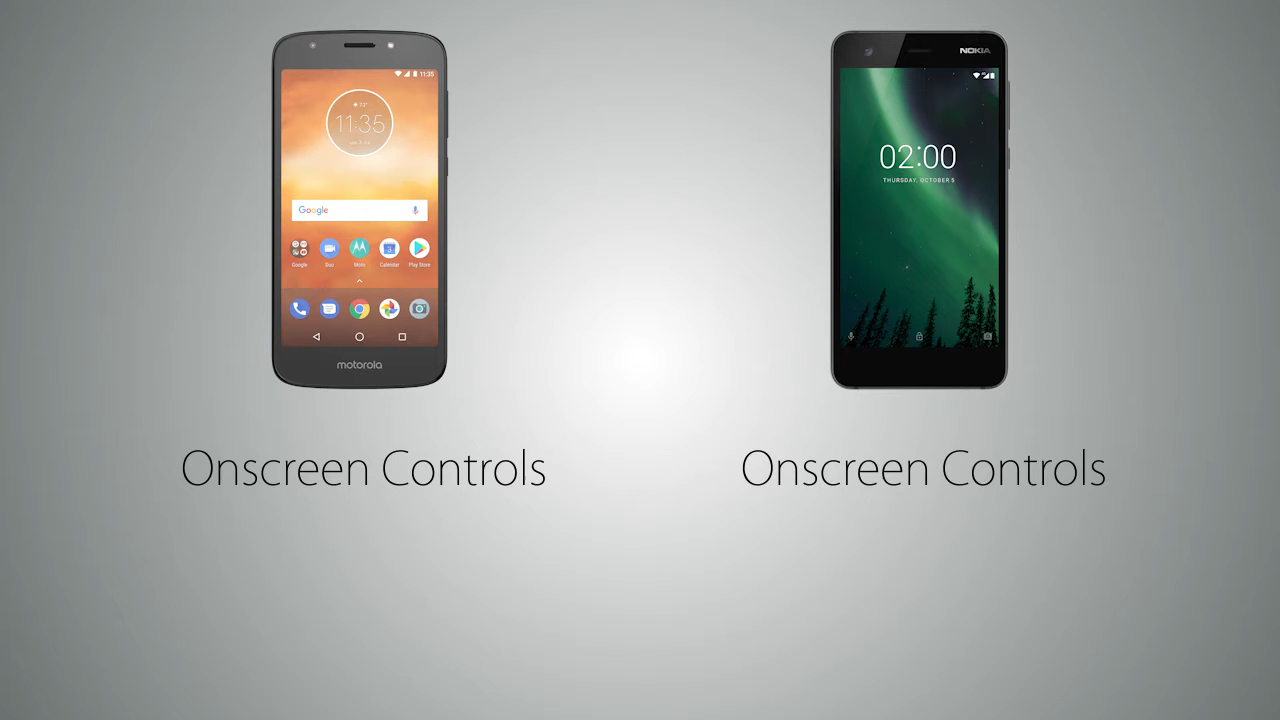 11:35
73°
11:35
Google
Google
Duo
Moto
Calendar
Play Store
motorola
Onscreen Controls
NOKIA
02:00
THURSDAY, OCTOBER 5
Onscreen Controls